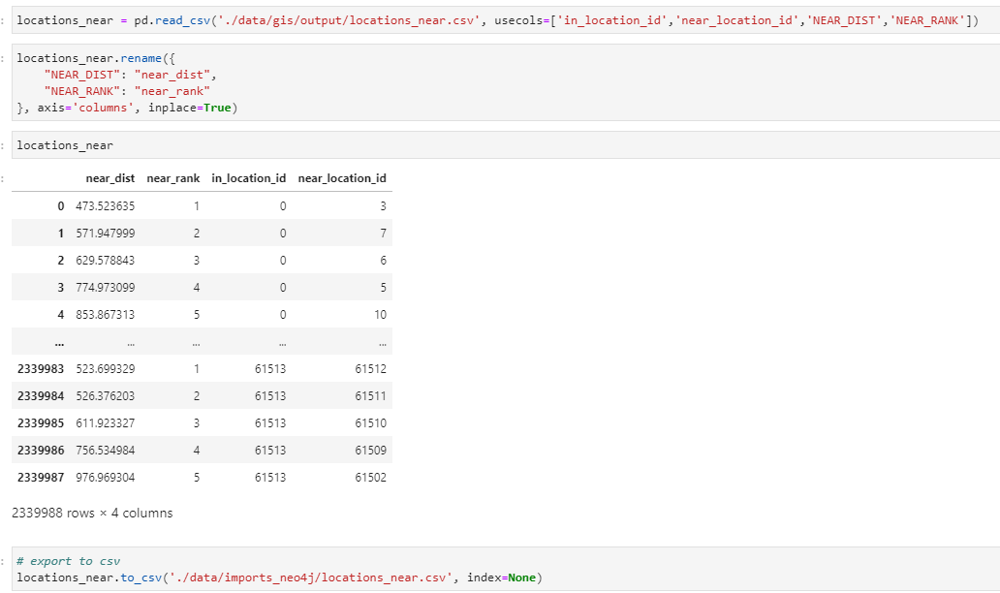 locations_near = pd.read_csv('./data/gis/output/locations_near.csv', usecols=['in_location_id','near_location_id','NEAR_DIST','NEAR_RANK'])
locations_near.rename({
    "NEAR_DIST": "near_dist",
    "NEAR_RANK": "near_rank"
}, axis='columns', inplace=True)
locations_near
near_dist near_rank in_location_id near_location_id
0 473.523635 1 0 3
1 571.947999 2 0 7
2 629.578843 3 0 6
3 774.973099 4 0 5
4 853.867313 5 0 10
... ... ... ... ...
2339983 523.699329 1 61513 61512
2339984 526.376203 2 61513 61511
2339985 611.923327 3 61513 61510
2339986 756.534984 4 61513 61509
2339987 976.969304 5 61513 61502
2339988 rows × 4 columns
# export to csv
locations_near.to_csv('./data/imports_neo4j/locations_near.csv', index=None)